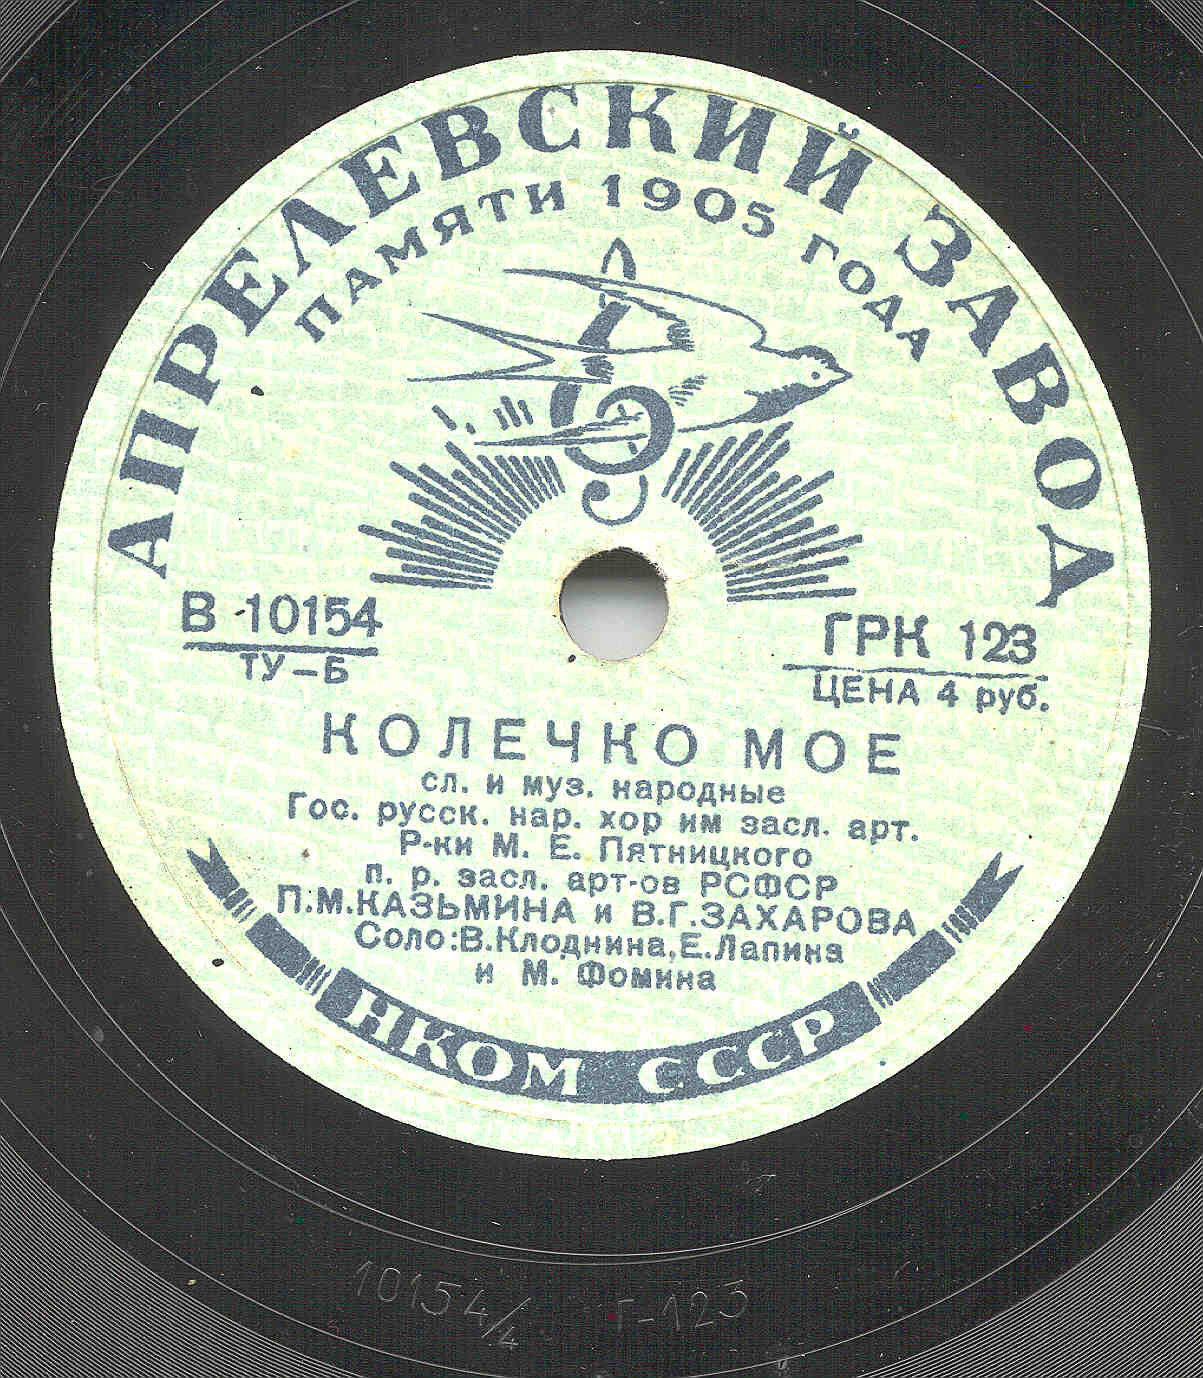 АПРЕЛЕВСКИЙ ЗАВОД
ПАМЯТИ 1905 ГОДА
В 10154
ТУ-Б
ГРК 123
ЦЕНА 4 руб.
КОЛЕЧКО МОЕ
сл. и муз. народные
Гос. русск. нар. хор им засл. арт.
Р-ки М. Е. Пятницкого
п. р. засл. арт-ов РСФСР
П.М.КАЗЬМИНА и В.Г.ЗАХАРОВА
Соло:В.Клоднина,Е.Лапина
и М. Фомина
НКОМ СССР
10154/4 Г-123